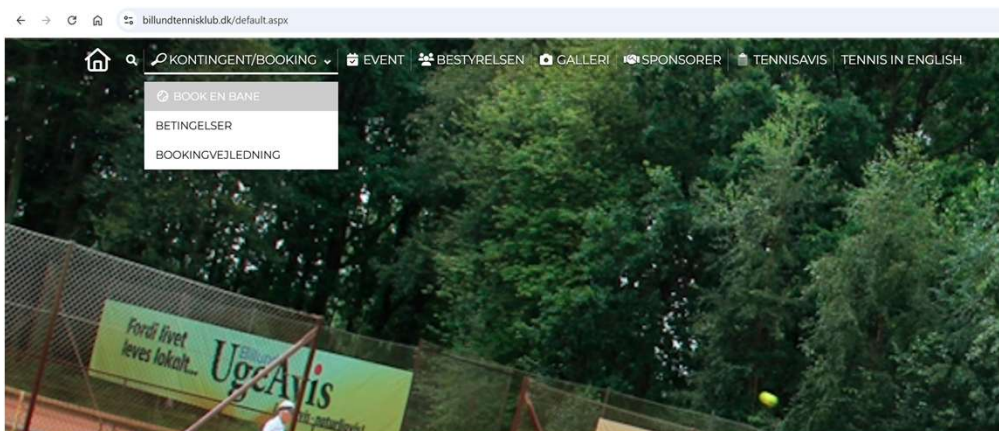 billundtennisklub.dk/default.aspx
KONTINGENT/BOOKING EVENT BESTYRELSEN GALLERI SPONSORER TENNISAVIS TENNIS IN ENGLISH
BOOK EN BANE
BETINGELSER
BOOKINGVEJLEDNING
Fordi livet
leves lokalt...
Billund
UgeAvis